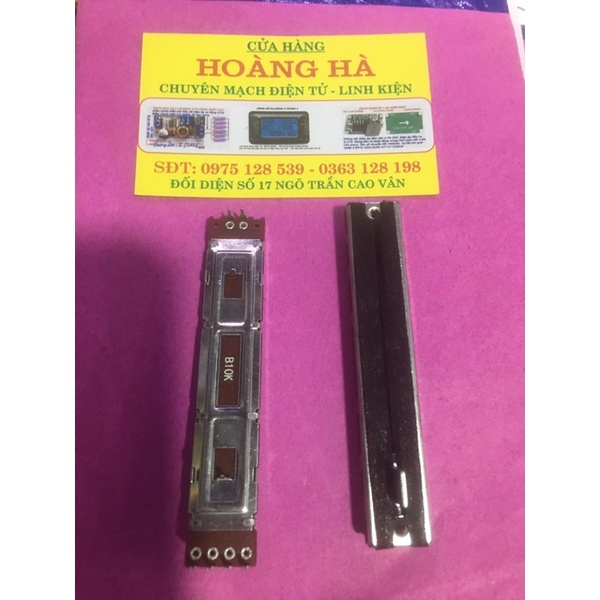 CỬA HÀNG
HOÀNG HÀ
CHUYÊN MẠCH ĐIỆN TỬ - LINH KIỆN
SĐT: 0975 128 539 - 0363 128 198
ĐỐI DIỆN SỐ 17 NGÕ TRẦN CAO VÂN
B10K